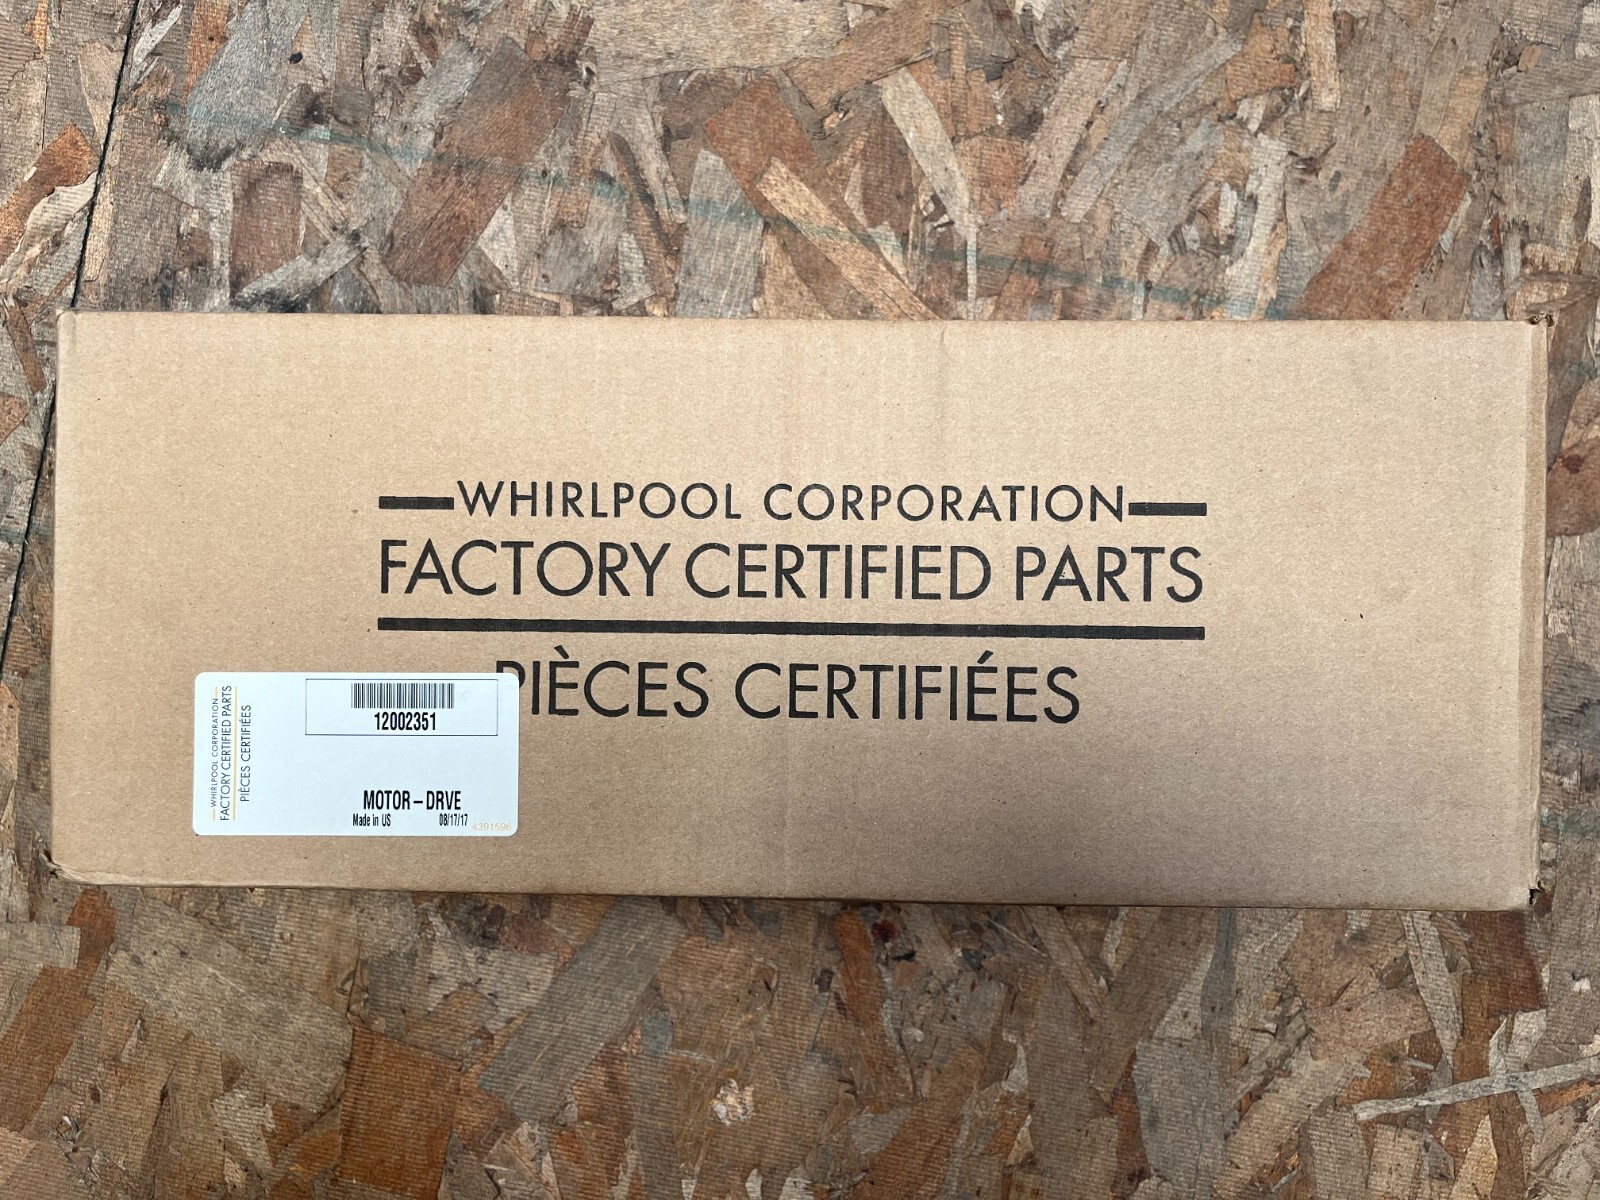 WHIRLPOOL CORPORATION
FACTORY CERTIFIED PARTS
PIÈCES CERTIFIÉES
WHIRLPOOL CORPORATION
FACTORY CERTIFIED PARTS
PIÈCES CERTIFIÉES
12002351
MOTOR – DRVE
Made in US 08/17/17
4391596